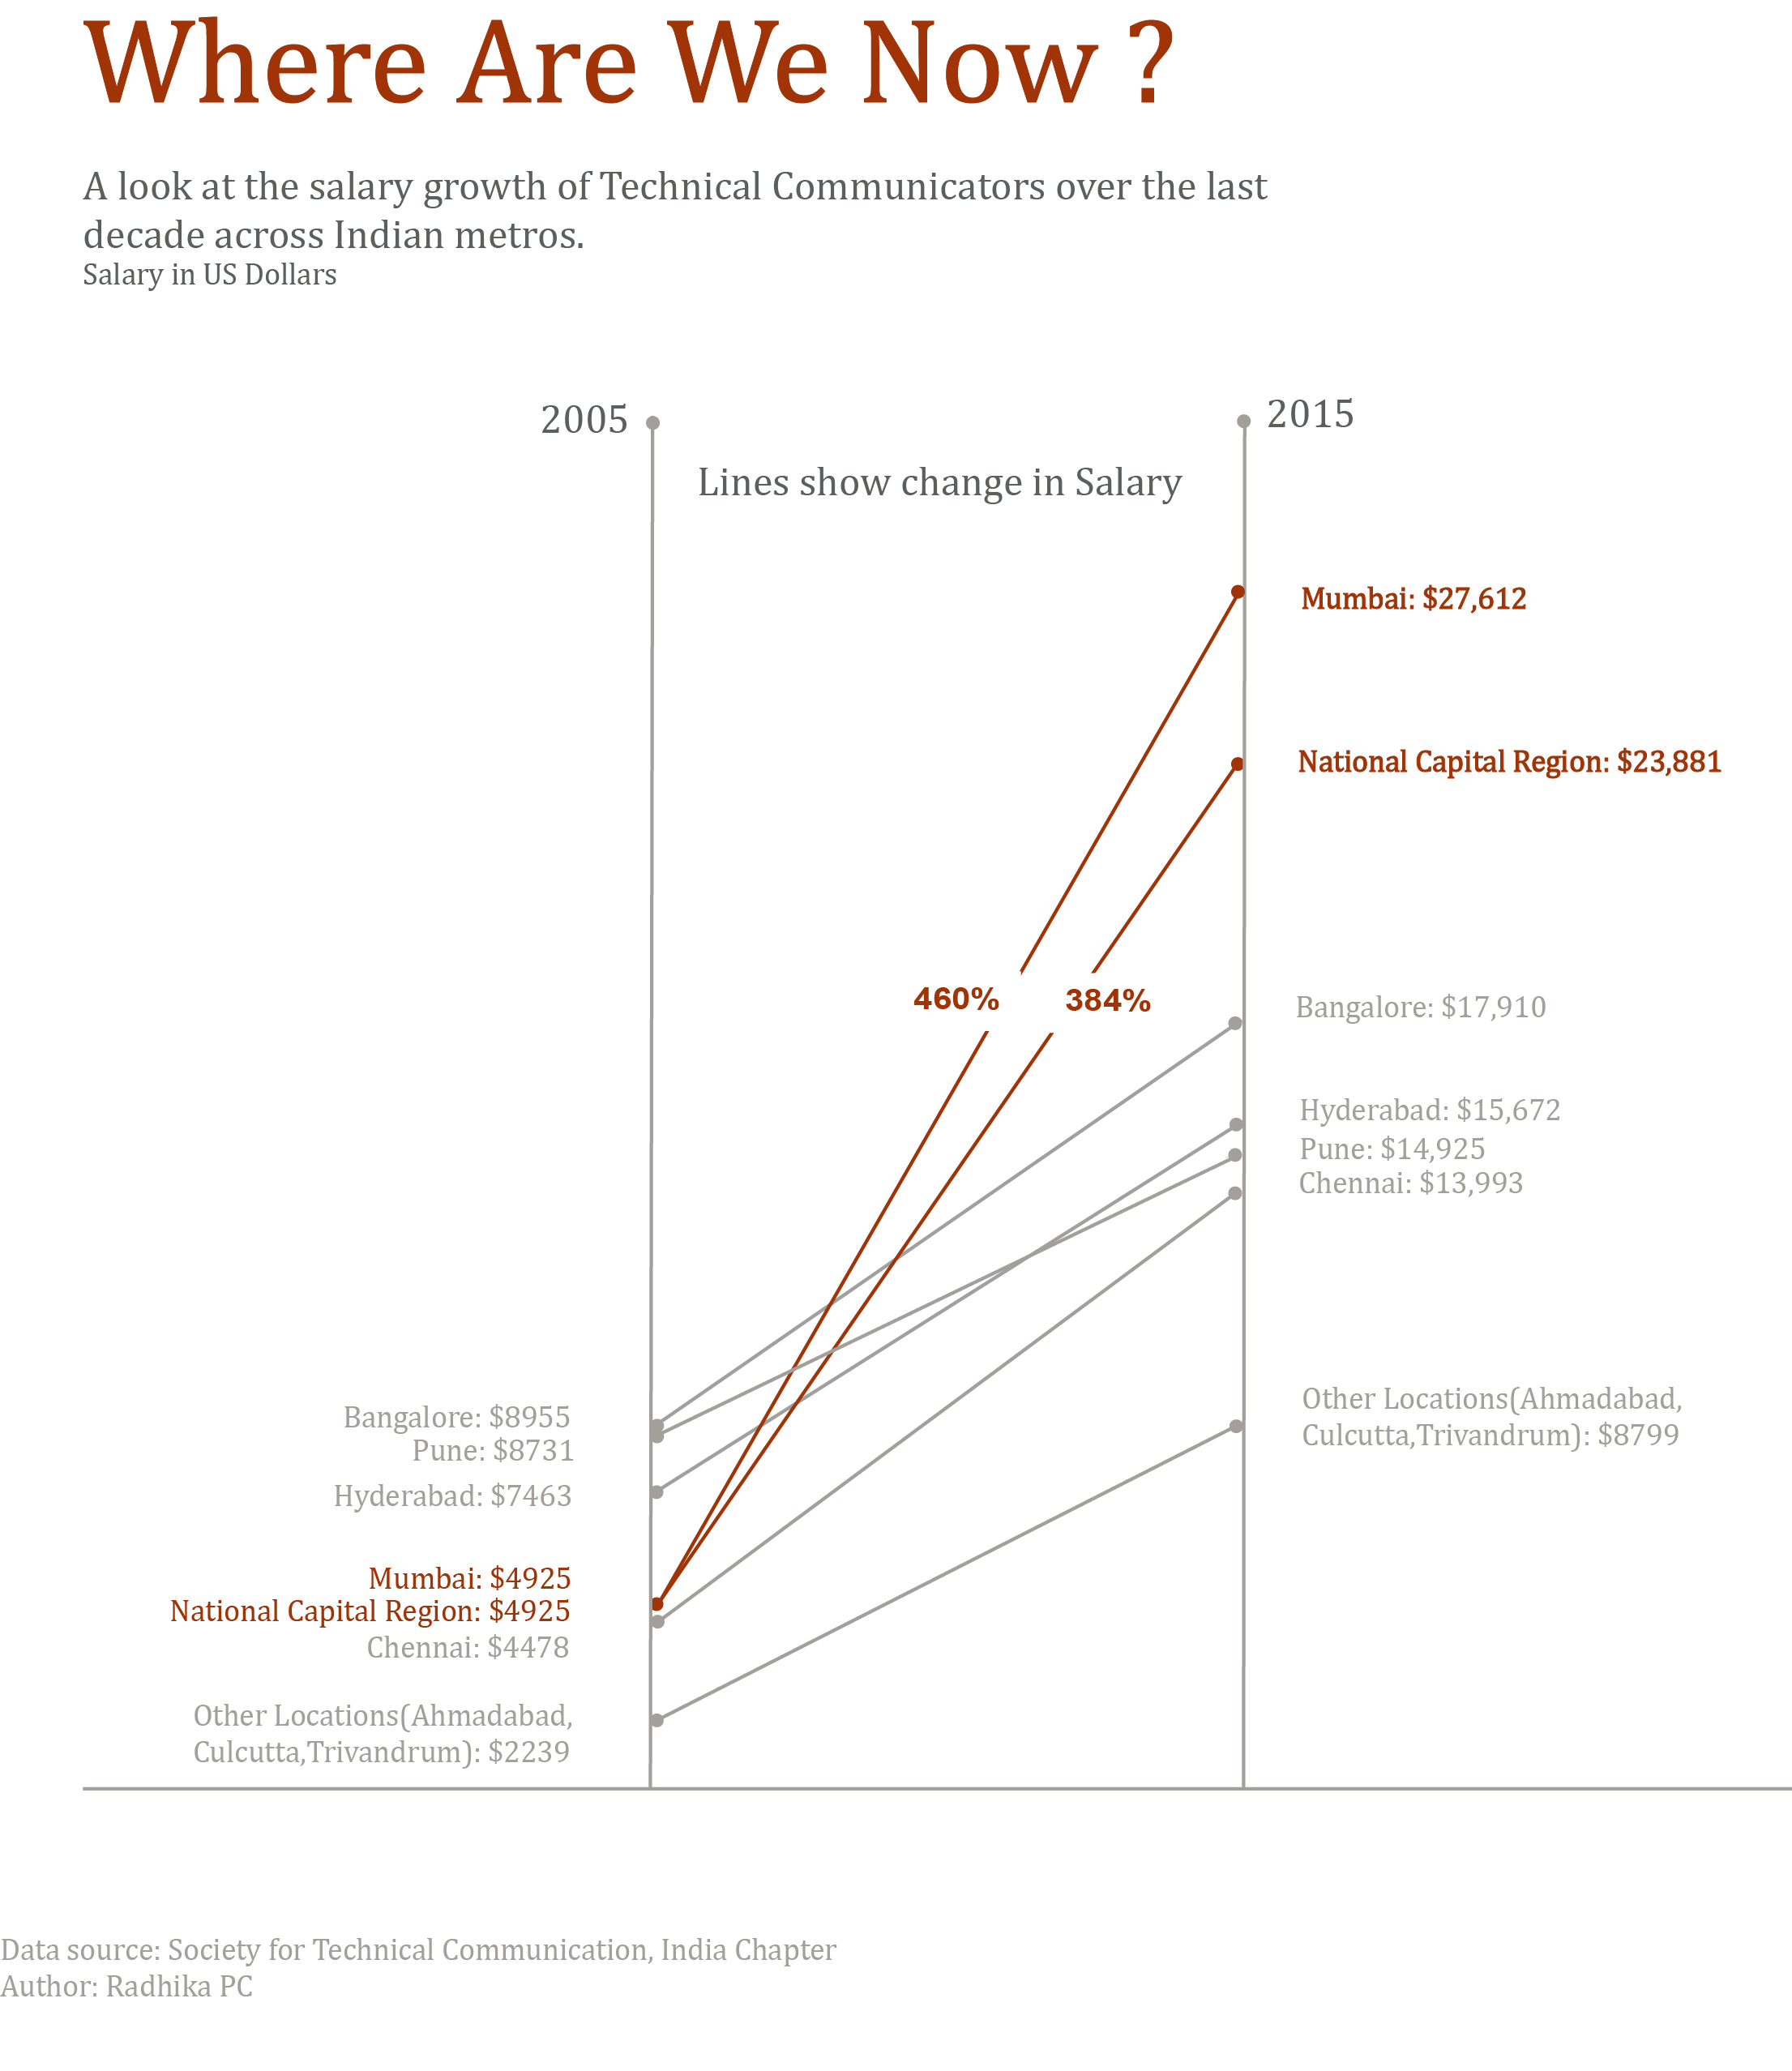 Where Are We Now ?
A look at the salary growth of Technical Communicators over the last
decade across Indian metros.
Salary in US Dollars
2005
2015
Lines show change in Salary
Mumbai: $27,612
National Capital Region: $23,881
460%
384%
Bangalore: $17,910
Hyderabad: $15,672
Pune: $14,925
Chennai: $13,993
Other Locations(Ahmadabad,
Culcutta,Trivandrum): $8799
Bangalore: $8955
Pune: $8731
Hyderabad: $7463
Mumbai: $4925
National Capital Region: $4925
Chennai: $4478
Other Locations(Ahmadabad,
Culcutta,Trivandrum): $2239
Data source: Society for Technical Communication, India Chapter
Author: Radhika PC